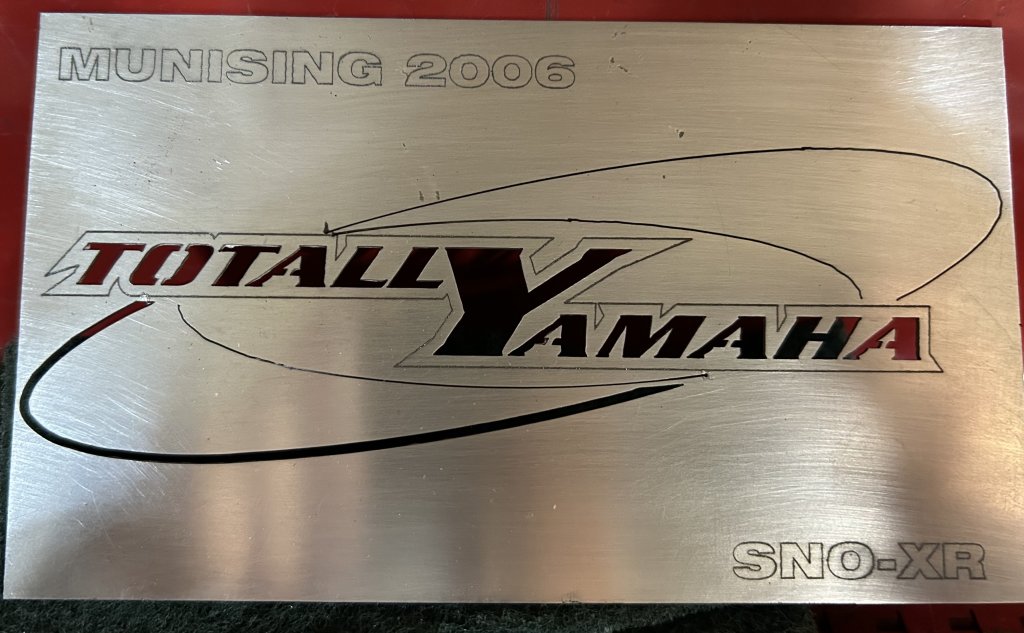 MUNISING 2006
TOTALLY
YAMAHA
SNO-XR